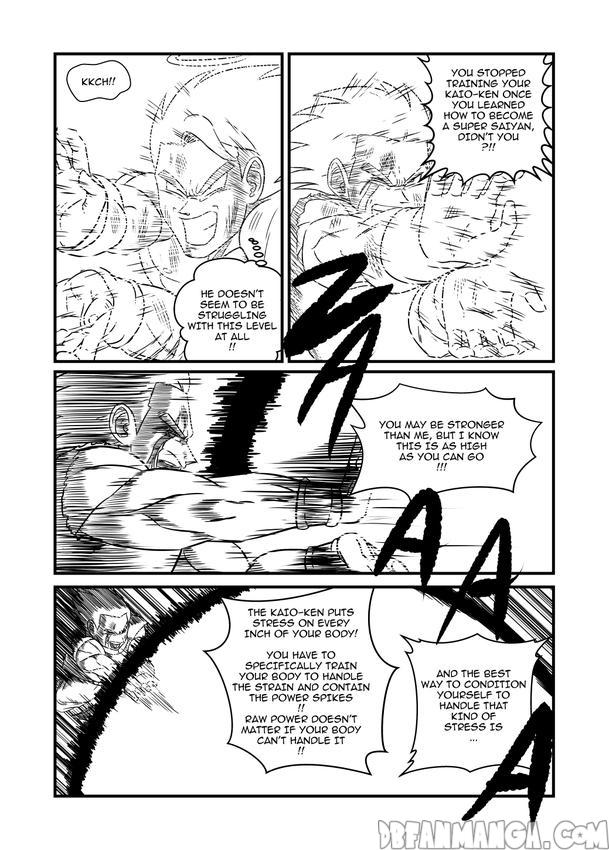 KKCH!!
YOU STOPPED
TRAINING YOUR
KAIO-KEN ONCE
YOU LEARNED
HOW TO BECOME
A SUPER SAIYAN,
DIDN'T YOU
?!!
HE DOESN'T
SEEM TO BE
STRUGGLING
WITH THIS LEVEL
AT ALL
!!
YOU MAY BE STRONGER
THAN ME, BUT I KNOW
THIS IS AS HIGH
AS YOU CAN GO
!!!
THE KAIO-KEN PUTS
STRESS ON EVERY
INCH OF YOUR BODY!
YOU HAVE TO
SPECIFICALLY TRAIN
YOUR BODY TO HANDLE
THE STRAIN AND CONTAIN
THE POWER SPIKES
!!
RAW POWER DOESN'T
MATTER IF YOUR BODY
CAN'T HANDLE IT
!!
AND THE BEST
WAY TO CONDITION
YOURSELF TO
HANDLE THAT
KIND OF
STRESS IS
...
ZAAAAA
DBFANMANGA.COM